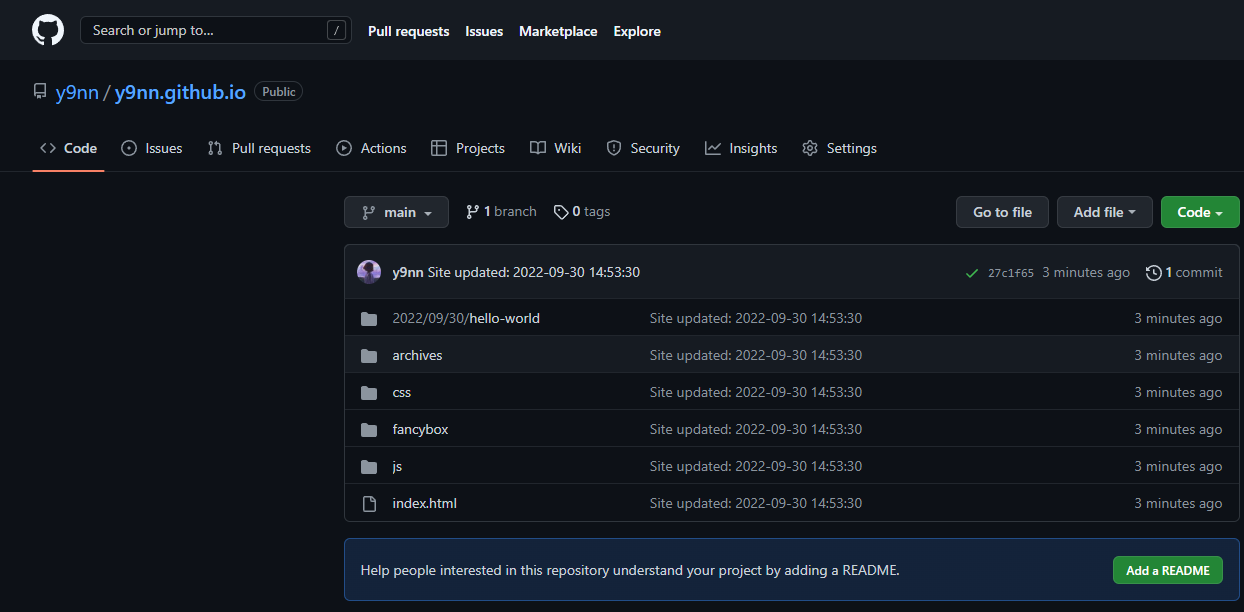 Search or jump to... / Pull requests Issues Marketplace Explore
y9nn / y9nn.github.io Public
Code Issues Pull requests Actions Projects Wiki Security Insights Settings
main 1 branch 0 tags Go to file Add file Code
y9nn Site updated: 2022-09-30 14:53:30 27c1f65 3 minutes ago 1 commit
2022/09/30/hello-world Site updated: 2022-09-30 14:53:30 3 minutes ago
archives Site updated: 2022-09-30 14:53:30 3 minutes ago
css Site updated: 2022-09-30 14:53:30 3 minutes ago
fancybox Site updated: 2022-09-30 14:53:30 3 minutes ago
js Site updated: 2022-09-30 14:53:30 3 minutes ago
index.html Site updated: 2022-09-30 14:53:30 3 minutes ago
Help people interested in this repository understand your project by adding a README. Add a README